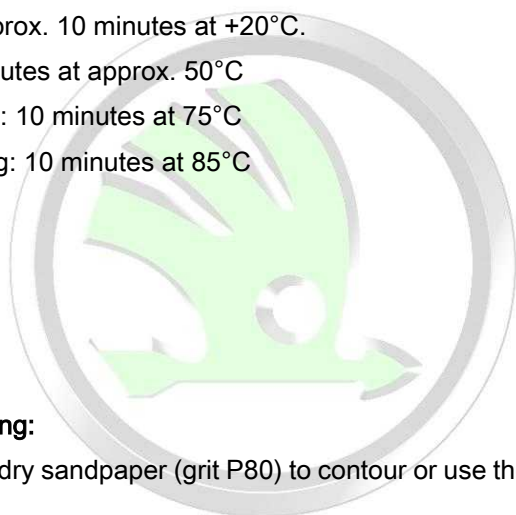 prox. 10 minutes at +20°C.
utes at approx. 50°C
: 10 minutes at 75°C
g: 10 minutes at 85°C
ng:
dry sandpaper (grit P80) to contour or use th